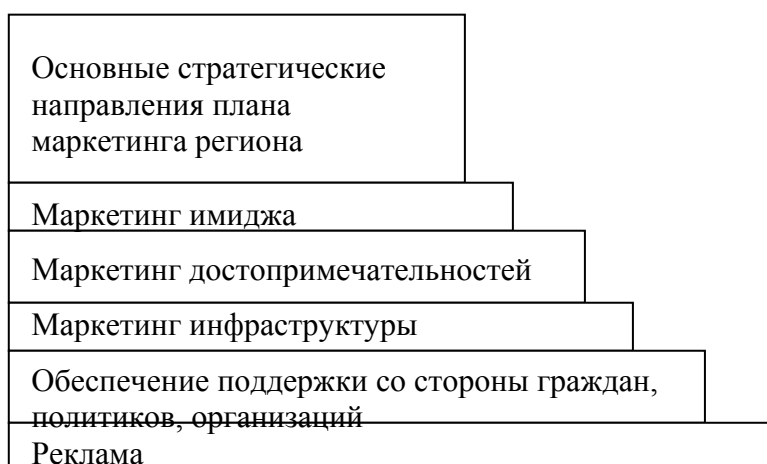 Основные стратегические
направления плана
маркетинга региона
Маркетинг имиджа
Маркетинг достопримечательностей
Маркетинг инфраструктуры
Обеспечение поддержки со стороны граждан,
политиков, организаций
Реклама